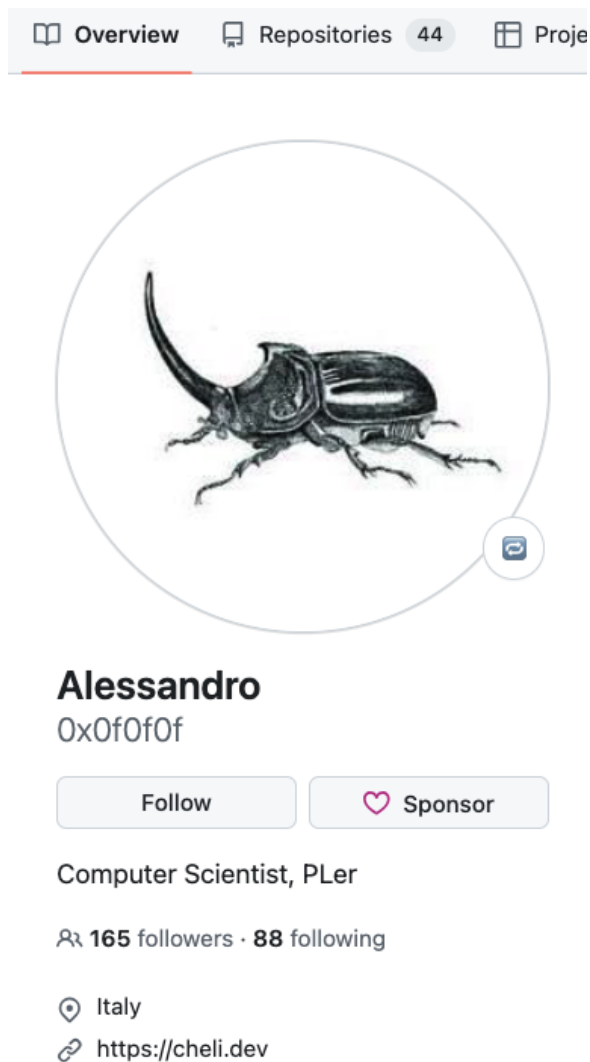 Overview Repositories 44 Proje
Alessandro
0x0f0f0f
Follow Sponsor
Computer Scientist, PLer
165 followers · 88 following
Italy
https://cheli.dev